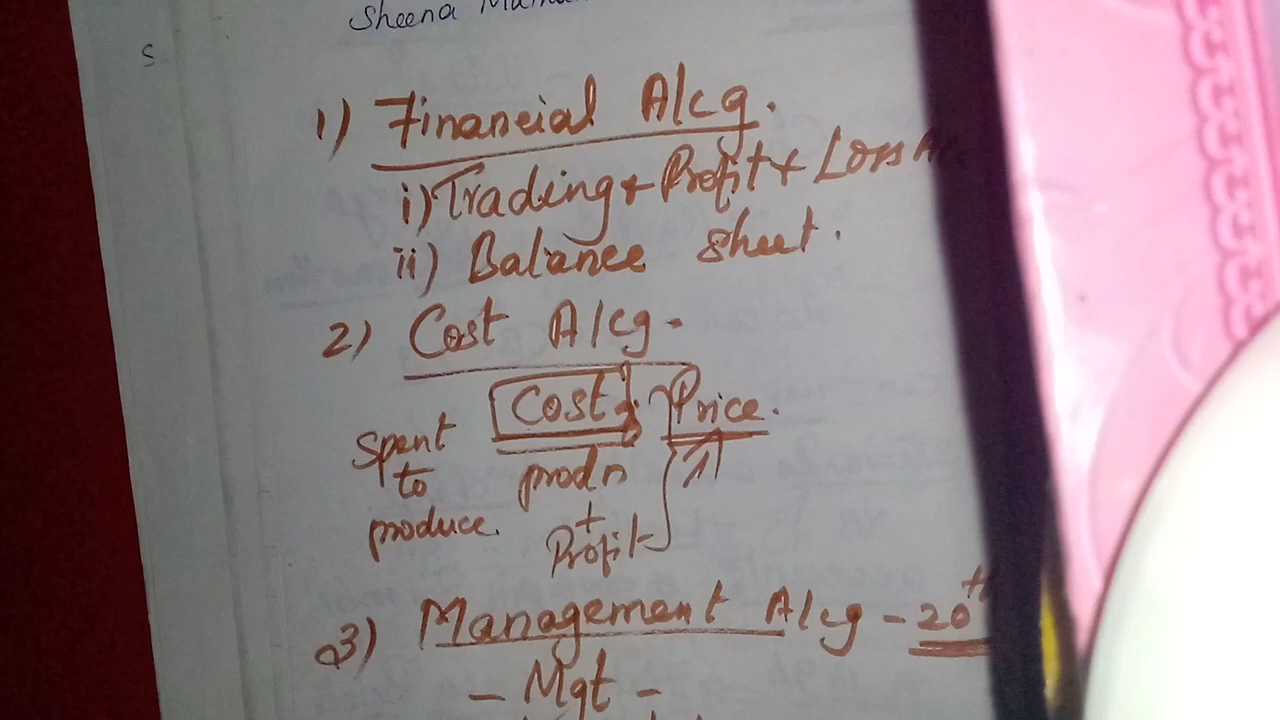 Sheena
S
1) Financial A/cg.
i) Trading & Profit & Loss A/c
ii) Balance sheet.
2) Cost A/cg.
Cost & Price.
spent
to prodn
produce. +
Profit
3) Management A/cg - 20th
- Mgt -